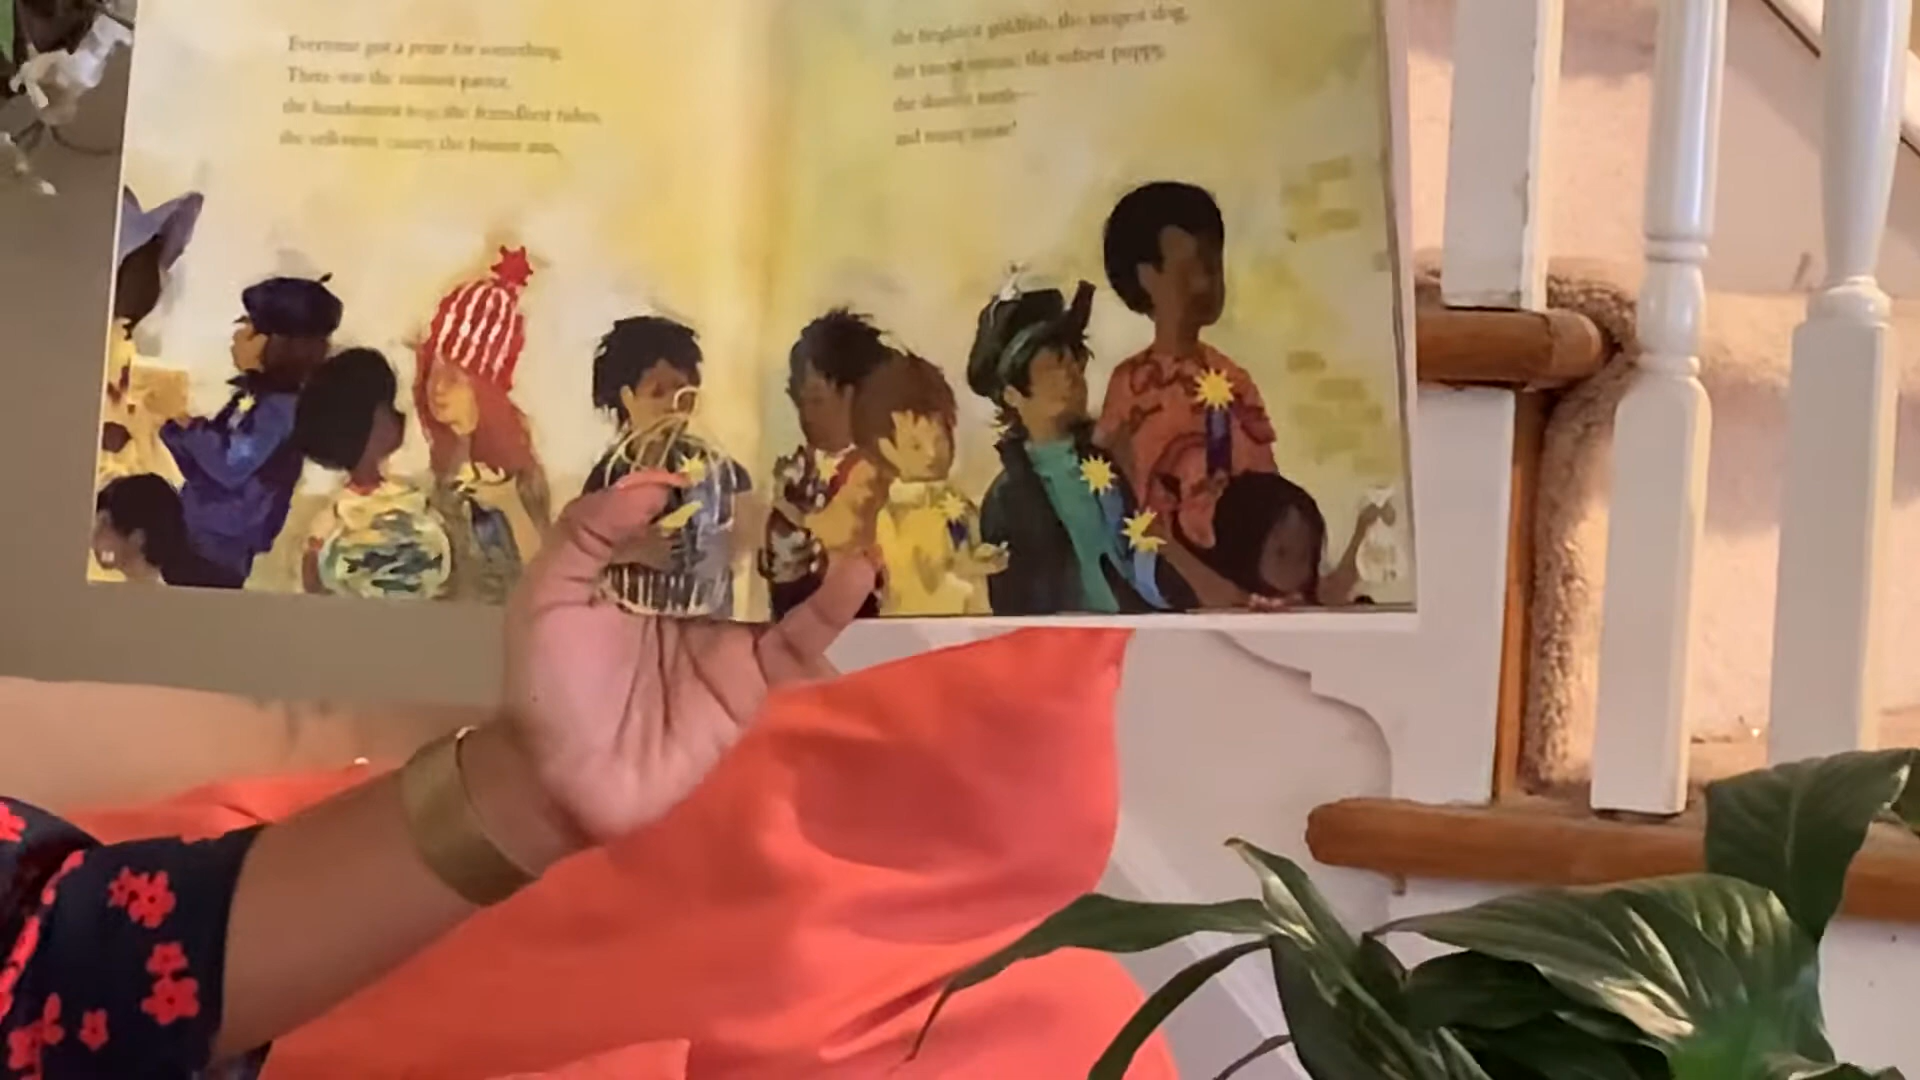 Everyone got a prize for something.
There was the noisiest parrot,
the handsomest frog, the friendliest fishes,
the yellowest canary, the busiest ants,
the brightest goldfish, the longest dog,
the tiniest mouse, the softest puppy,
the slowest turtle—
and many more!